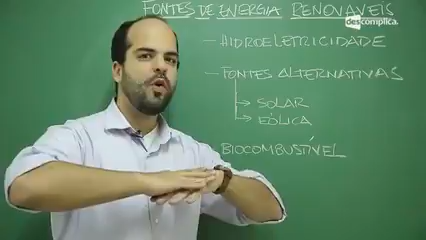 FONTES DE ENERGIA RENOVÁVEIS
descomplica.
- HIDROELETRICIDADE
- FONTES ALTERNATIVAS
→ SOLAR
→ EÓLICA
BIOCOMBUSTÍVEL